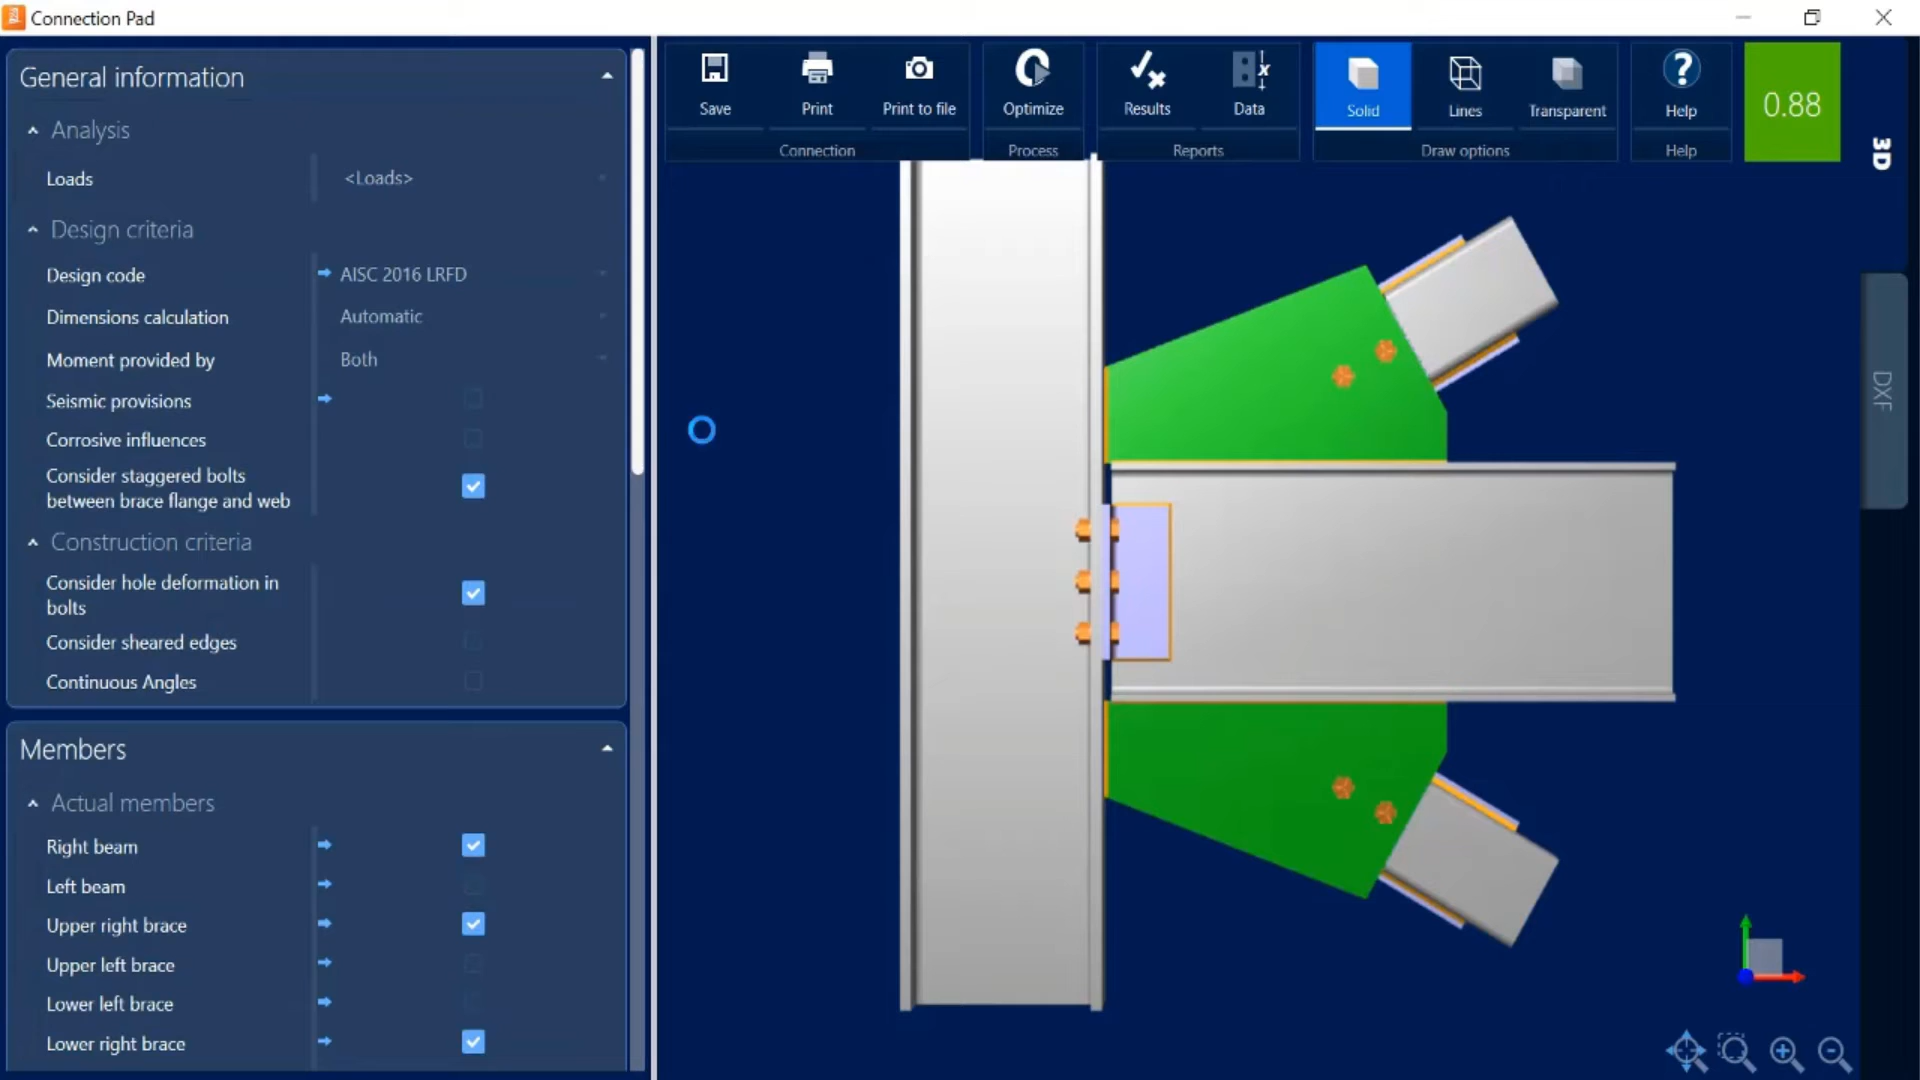 Connection Pad
General information
Analysis
Loads
<Loads>
Design criteria
Design code
AISC 2016 LRFD
Dimensions calculation
Automatic
Moment provided by
Both
Seismic provisions
Corrosive influences
Consider staggered bolts
between brace flange and web
Construction criteria
Consider hole deformation in
bolts
Consider sheared edges
Continuous Angles
Members
Actual members
Right beam
Left beam
Upper right brace
Upper left brace
Lower left brace
Lower right brace
Save
Print
Print to file
Connection
Optimize
Process
Results
Data
Reports
Solid
Lines
Transparent
Draw options
Help
Help
0.88
3D
DXF